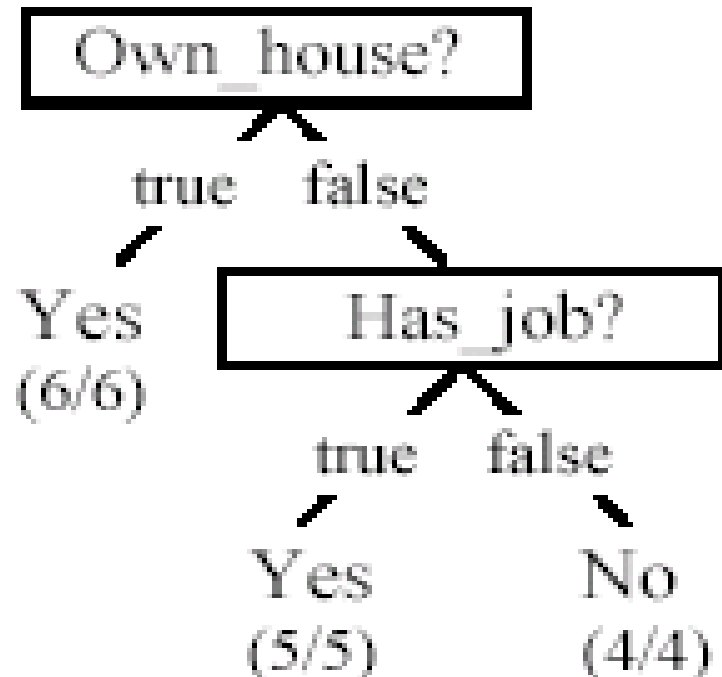 Own_house?
true false
Yes
(6/6)
Has_job?
true false
Yes No
(5/5) (4/4)